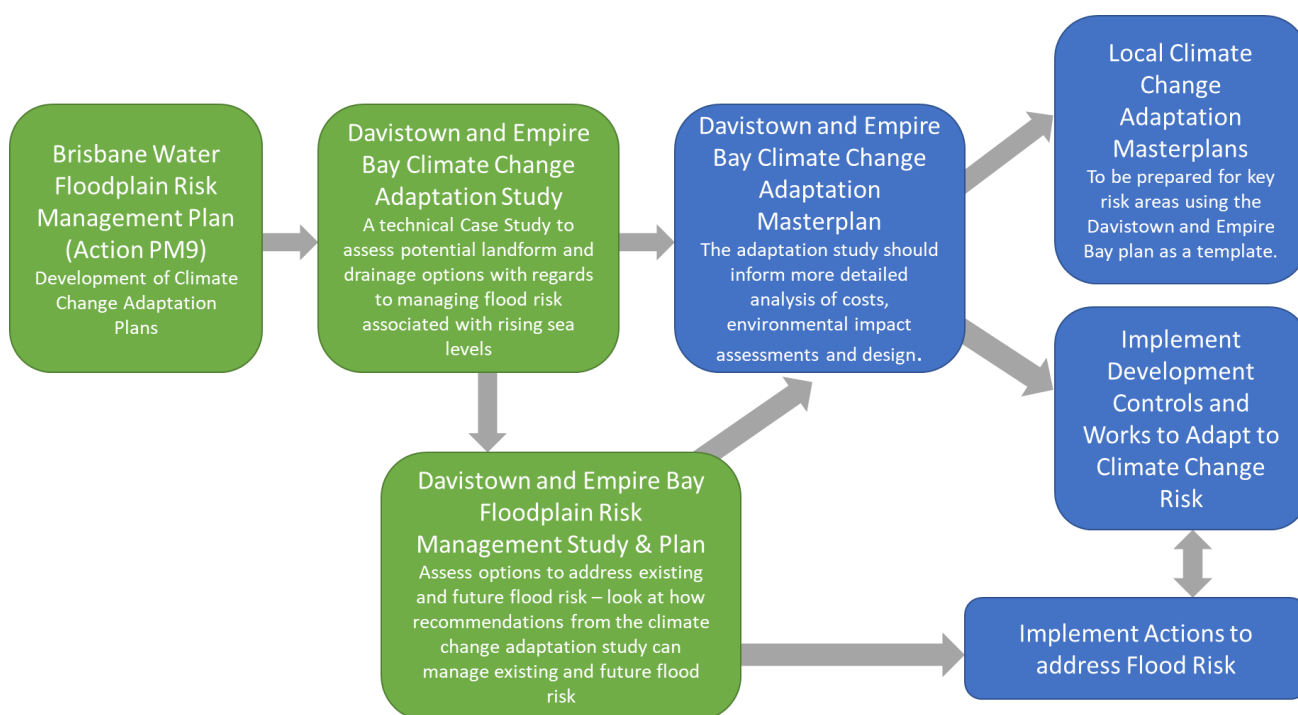 Brisbane Water
Floodplain Risk
Management Plan
(Action PM9)
Development of Climate
Change Adaptation
Plans
Davistown and Empire
Bay Climate Change
Adaptation Study
A technical Case Study to
assess potential landform and
drainage options with regards
to managing flood risk
associated with rising sea
levels
Davistown and Empire
Bay Climate Change
Adaptation
Masterplan
The adaptation study should
inform more detailed
analysis of costs,
environmental impact
assessments and design.
Local Climate
Change
Adaptation
Masterplans
To be prepared for key
risk areas using the
Davistown and Empire
Bay plan as a template.
Implement
Development
Controls and
Works to Adapt to
Climate Change
Risk
Davistown and Empire Bay
Floodplain Risk
Management Study & Plan
Assess options to address existing
and future flood risk – look at how
recommendations from the climate
change adaptation study can
manage existing and future flood
risk
Implement Actions to
address Flood Risk